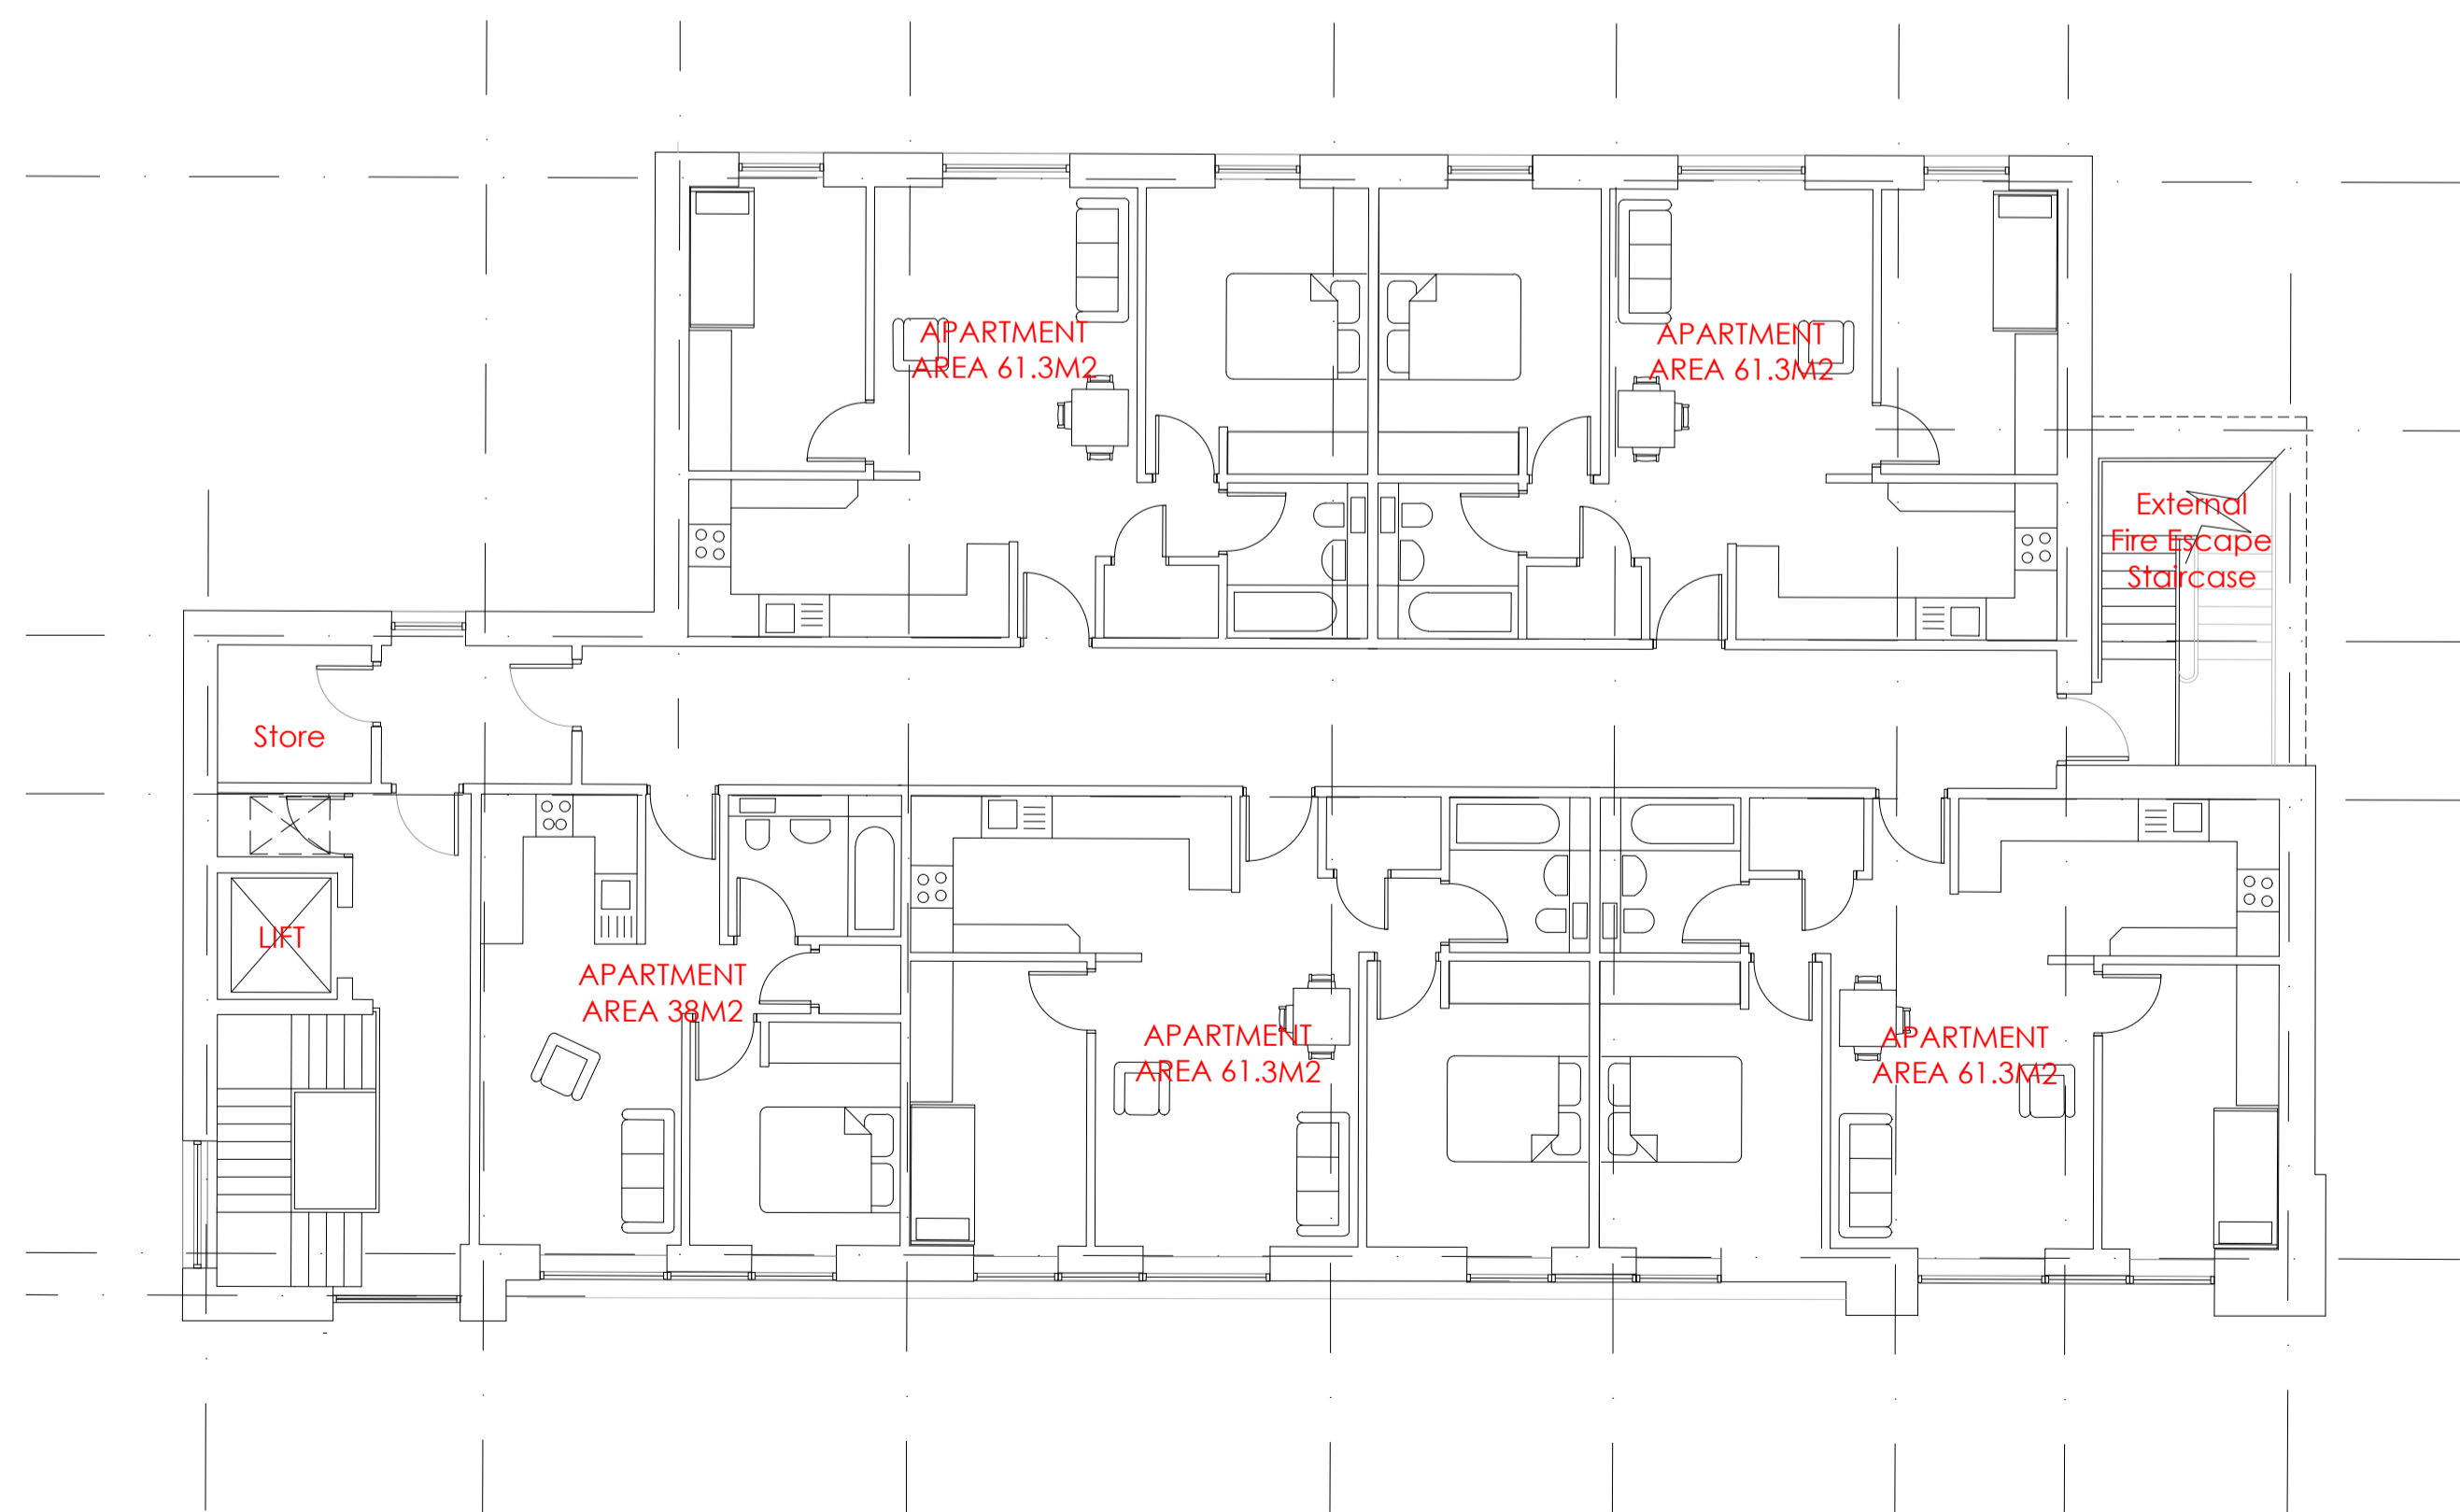 APARTMENT
AREA 61.3M2
APARTMENT
AREA 61.3M2
External
Fire Escape
Staircase
Store
LIFT
APARTMENT
AREA 38M2
APARTMENT
AREA 61.3M2
APARTMENT
AREA 61.3M2